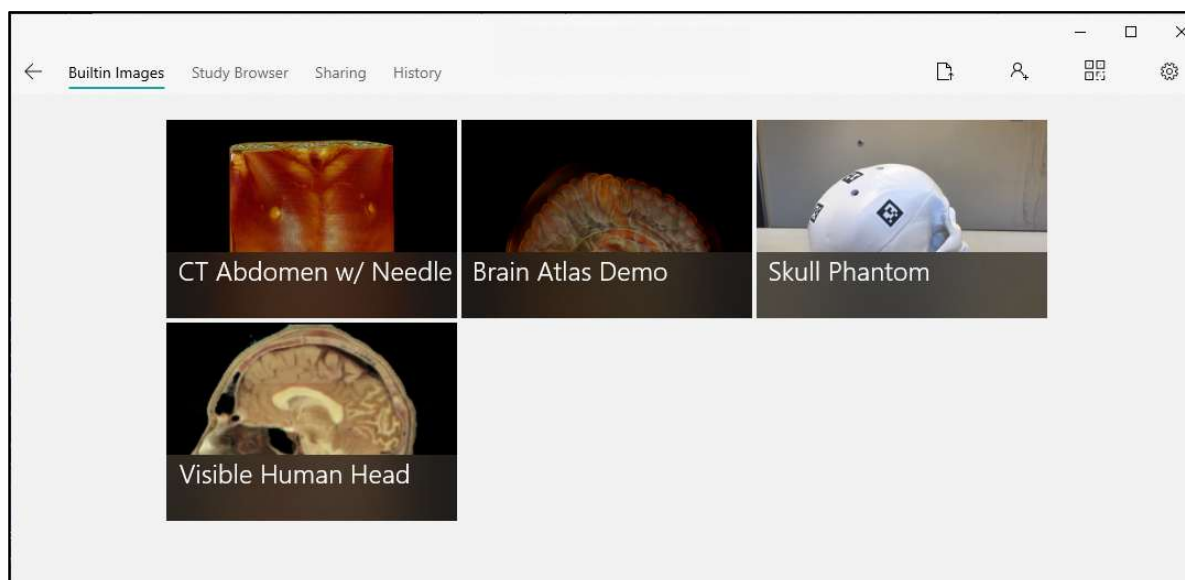 Builtin Images Study Browser Sharing History
CT Abdomen w/ Needle
Brain Atlas Demo
Skull Phantom
Visible Human Head